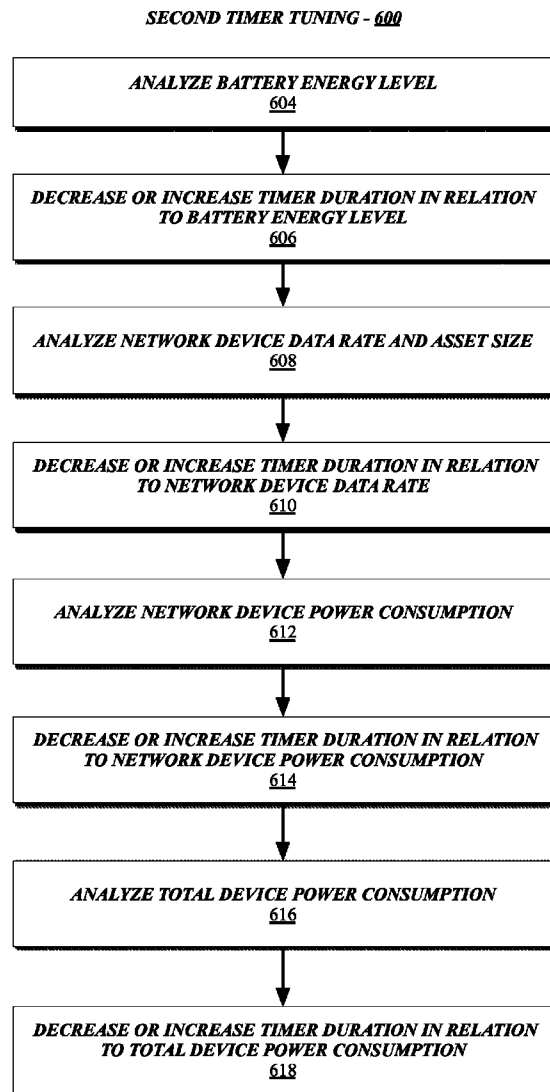 SECOND TIMER TUNING - 600
ANALYZE BATTERY ENERGY LEVEL
604
DECREASE OR INCREASE TIMER DURATION IN RELATION
TO BATTERY ENERGY LEVEL
606
ANALYZE NETWORK DEVICE DATA RATE AND ASSET SIZE
608
DECREASE OR INCREASE TIMER DURATION IN RELATION
TO NETWORK DEVICE DATA RATE
610
ANALYZE NETWORK DEVICE POWER CONSUMPTION
612
DECREASE OR INCREASE TIMER DURATION IN RELATION
TO NETWORK DEVICE POWER CONSUMPTION
614
ANALYZE TOTAL DEVICE POWER CONSUMPTION
616
DECREASE OR INCREASE TIMER DURATION IN RELATION
TO TOTAL DEVICE POWER CONSUMPTION
618